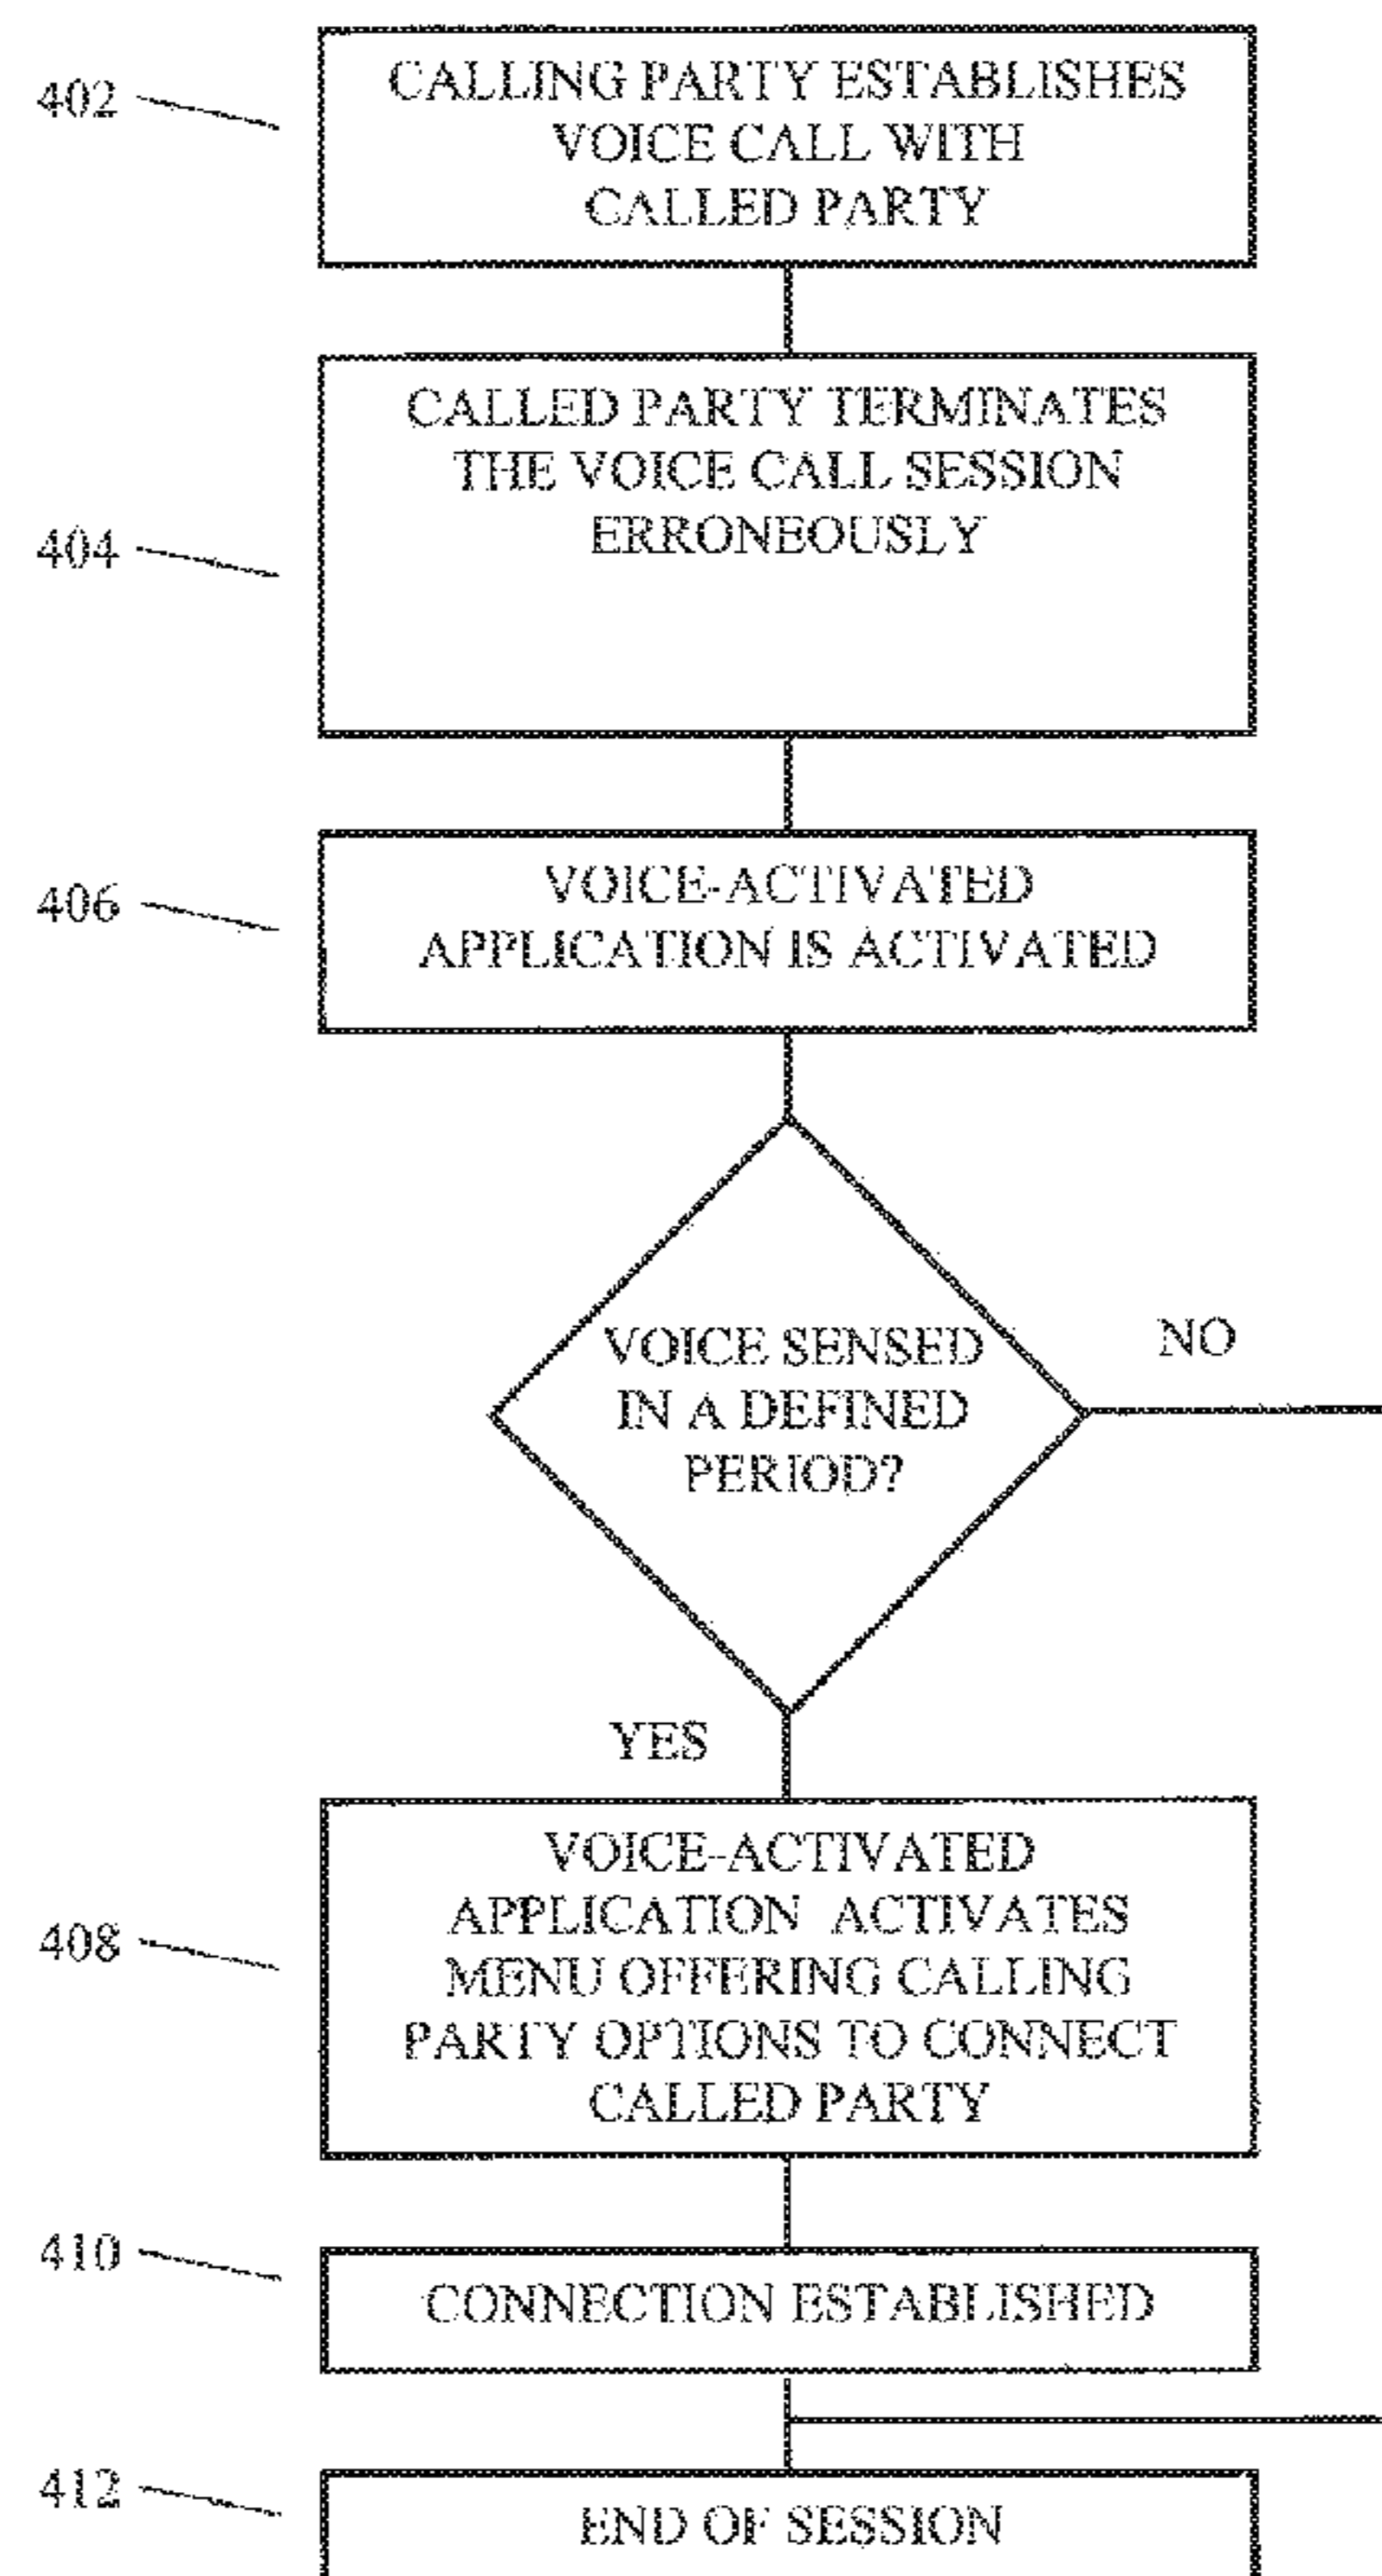 402
CALLING PARTY ESTABLISHES
VOICE CALL WITH
CALLED PARTY
404
CALLED PARTY TERMINATES
THE VOICE CALL SESSION
ERRONEOUSLY
406
VOICE-ACTIVATED
APPLICATION IS ACTIVATED
VOICE SENSED
IN A DEFINED
PERIOD?
NO
YES
408
VOICE-ACTIVATED
APPLICATION ACTIVATES
MENU OFFERING CALLING
PARTY OPTIONS TO CONNECT
CALLED PARTY
410
CONNECTION ESTABLISHED
412
END OF SESSION